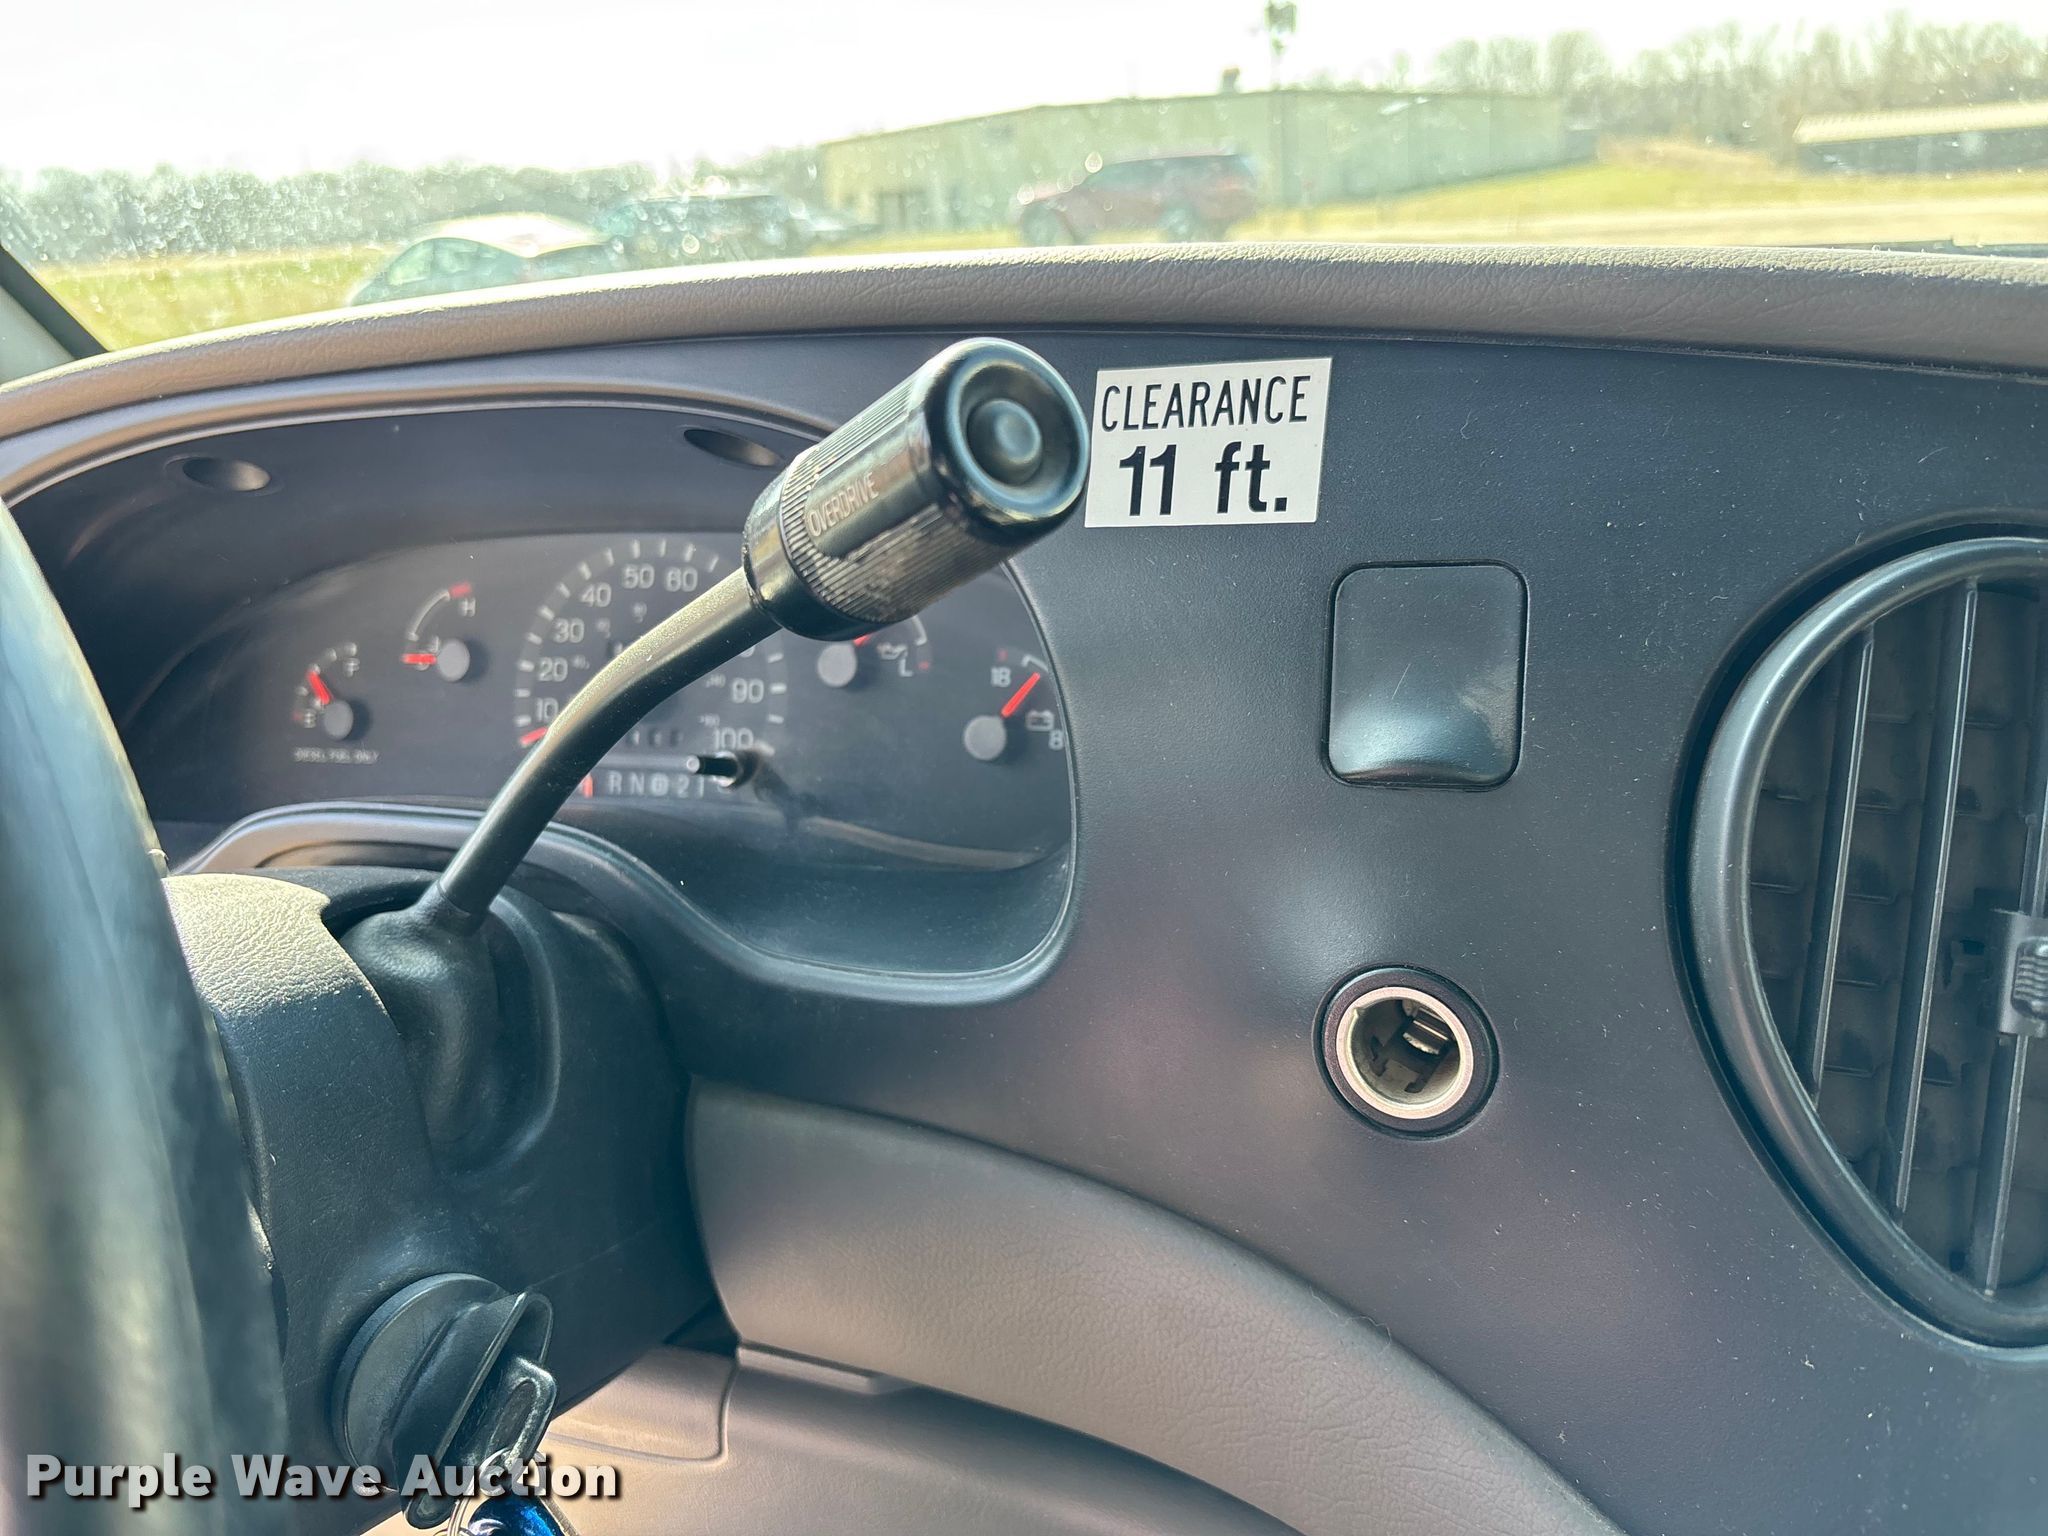 CLEARANCE
11 ft.
OVERDRIVE
50 60
40
30
20
90
10
100
H
F
E
L
18
8
DIESEL FUEL ONLY
R N D 2 1
Purple Wave Auction